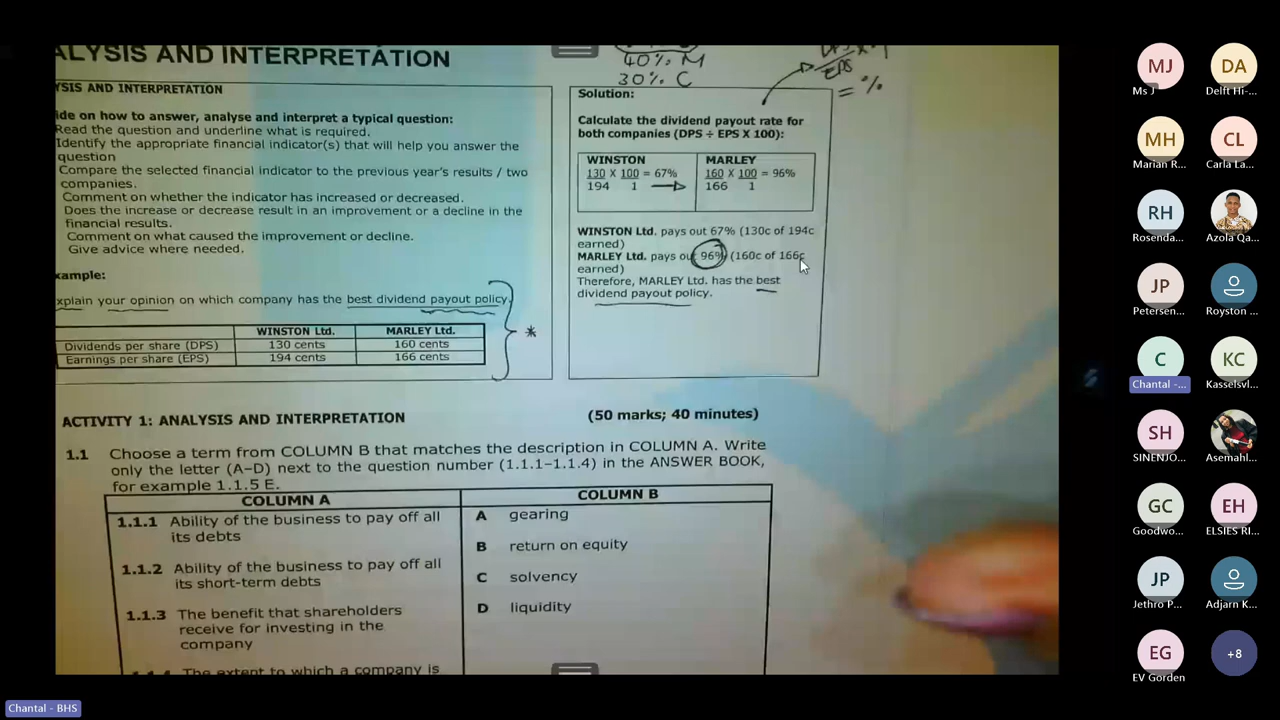 ALYSIS AND INTERPRETATION
40% M
30% C
EPS
= %
YSIS AND INTERPRETATION
ide on how to answer, analyse and interpret a typical question:
Read the question and underline what is required.
Identify the appropriate financial indicator(s) that will help you answer the
question
Compare the selected financial indicator to the previous year's results / two
companies.
Comment on whether the indicator has increased or decreased.
Does the increase or decrease result in an improvement or a decline in the
financial results.
Comment on what caused the improvement or decline.
Give advice where needed.
xample:
xplain your opinion on which company has the best dividend payout policy
*
WINSTON Ltd. MARLEY Ltd.
Dividends per share (DPS) 130 cents 160 cents
Earnings per share (EPS) 194 cents 166 cents
Solution:
Calculate the dividend payout rate for
both companies (DPS ÷ EPS X 100):
WINSTON MARLEY
130 X 100 = 67% 160 X 100 = 96%
194 1 166 1
WINSTON Ltd. pays out 67% (130c of 194c
earned)
MARLEY Ltd. pays out 96% (160c of 166c
earned)
Therefore, MARLEY Ltd. has the best
dividend payout policy.
ACTIVITY 1: ANALYSIS AND INTERPRETATION (50 marks; 40 minutes)
1.1 Choose a term from COLUMN B that matches the description in COLUMN A. Write
only the letter (A–D) next to the question number (1.1.1–1.1.4) in the ANSWER BOOK,
for example 1.1.5 E.
COLUMN A COLUMN B
1.1.1 Ability of the business to pay off all
its debts
1.1.2 Ability of the business to pay off all
its short-term debts
1.1.3 The benefit that shareholders
receive for investing in the
company
The extent to which a company is
A gearing
B return on equity
C solvency
D liquidity
MJ
Ms J
DA
Delft Hi-...
MH
Marian R...
CL
Carla La...
RH
Rosenda...
Azola Qa...
JP
Petersen...
Royston ...
C
Chantal -...
KC
Kasselsvl...
SH
SINENJO...
Asemahl...
GC
Goodwo...
EH
ELSIES RI...
JP
Jethro P...
Adjarn K...
EG
EV Gorden
+8
Chantal - BHS